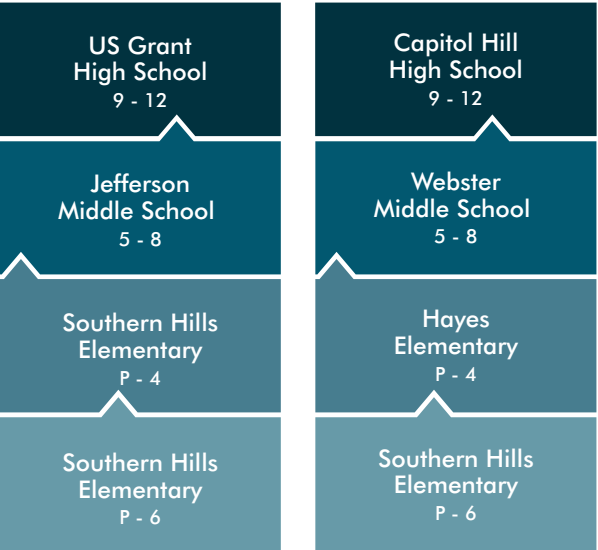 US Grant
High School
9 - 12
Jefferson
Middle School
5 - 8
Southern Hills
Elementary
P - 4
Southern Hills
Elementary
P - 6
Capitol Hill
High School
9 - 12
Webster
Middle School
5 - 8
Hayes
Elementary
P - 4
Southern Hills
Elementary
P - 6